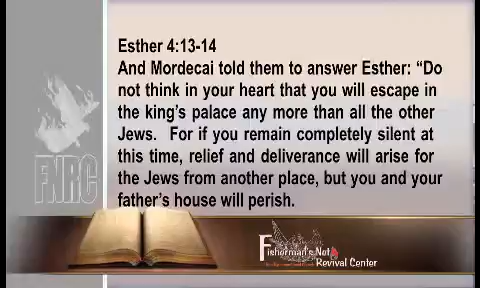 Esther 4:13-14
And Mordecai told them to answer Esther: “Do
not think in your heart that you will escape in
the king's palace any more than all the other
Jews. For if you remain completely silent at
this time, relief and deliverance will arise for
the Jews from another place, but you and your
father's house will perish.
FNRC
Fisherman's Net
Revival Center